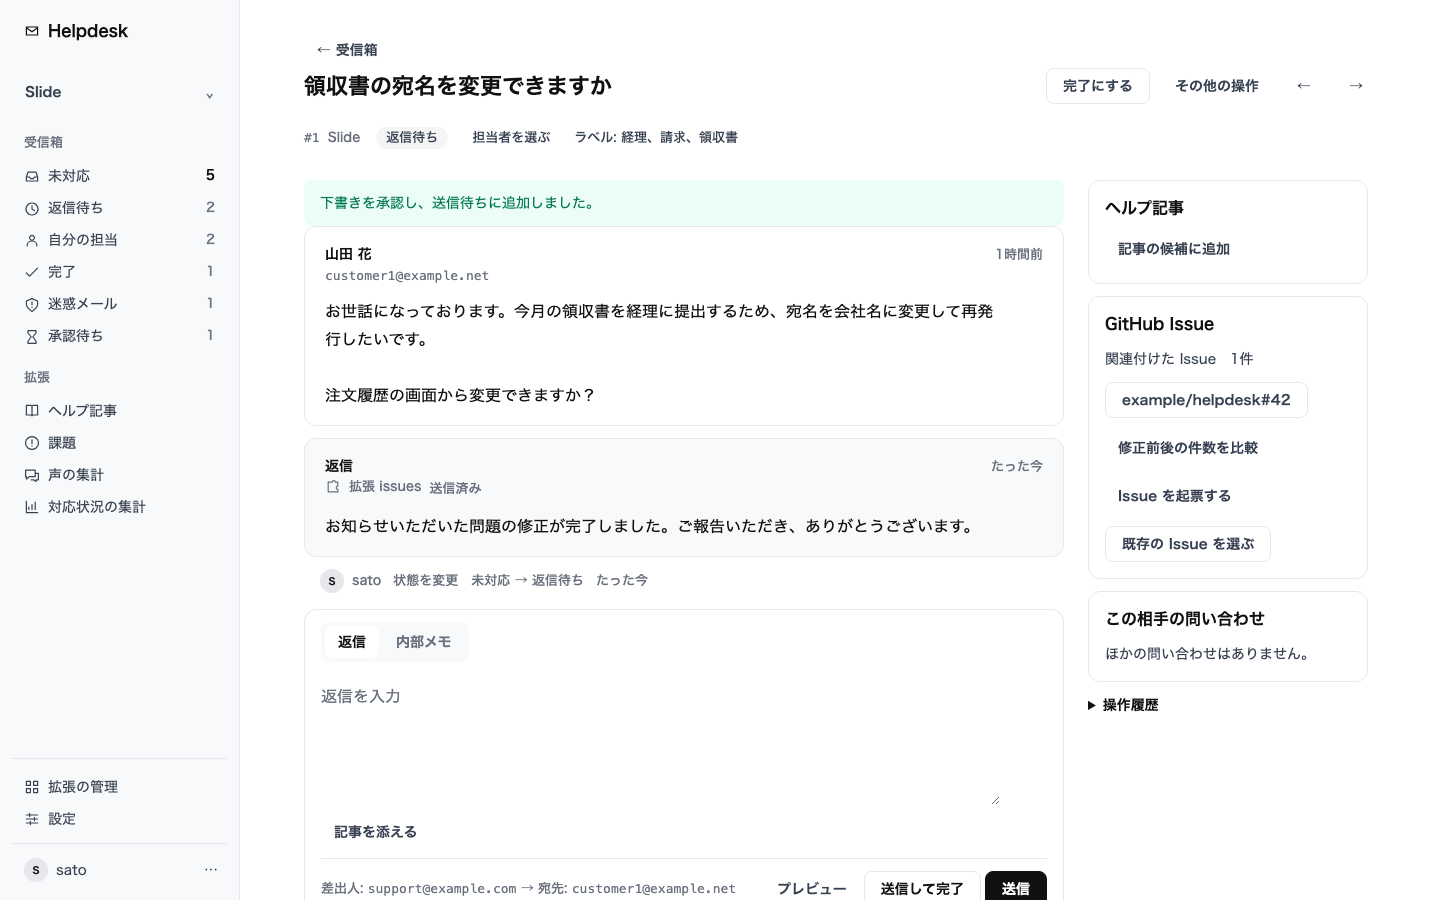 Helpdesk
Slide
受信箱
未対応 5
返信待ち 2
自分の担当 2
完了 1
迷惑メール 1
承認待ち 1
拡張
ヘルプ記事
課題
声の集計
対応状況の集計
拡張の管理
設定
S sato ...
← 受信箱
領収書の宛名を変更できますか
完了にする その他の操作 ← →
#1 Slide 返信待ち 担当者を選ぶ ラベル: 経理、請求、領収書
下書きを承認し、送信待ちに追加しました。
山田 花 1時間前
customer1@example.net
お世話になっております。今月の領収書を経理に提出するため、宛名を会社名に変更して再発
行したいです。
注文履歴の画面から変更できますか？
返信 たった今
拡張 issues 送信済み
お知らせいただいた問題の修正が完了しました。ご報告いただき、ありがとうございます。
S sato 状態を変更 未対応 → 返信待ち たった今
返信 内部メモ
返信を入力
記事を添える
差出人: support@example.com → 宛先: customer1@example.net プレビュー 送信して完了 送信
ヘルプ記事
記事の候補に追加
GitHub Issue
関連付けた Issue 1件
example/helpdesk#42
修正前後の件数を比較
Issue を起票する
既存の Issue を選ぶ
この相手の問い合わせ
ほかの問い合わせはありません。
▶ 操作履歴